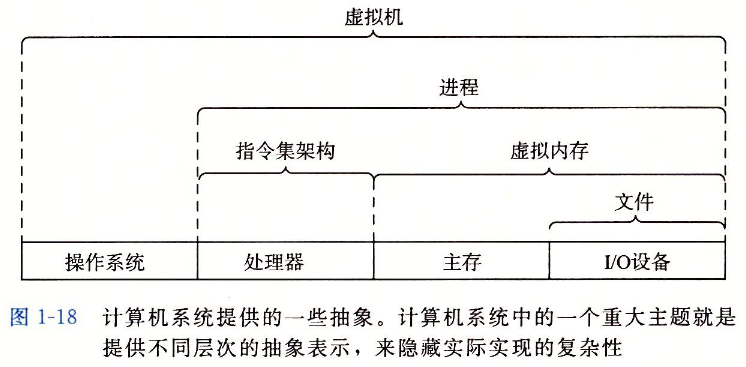 虚拟机
进程
指令集架构 虚拟内存
文件
操作系统 处理器 主存 I/O设备
图 1-18 计算机系统提供的一些抽象。计算机系统中的一个重大主题就是
提供不同层次的抽象表示，来隐藏实际实现的复杂性